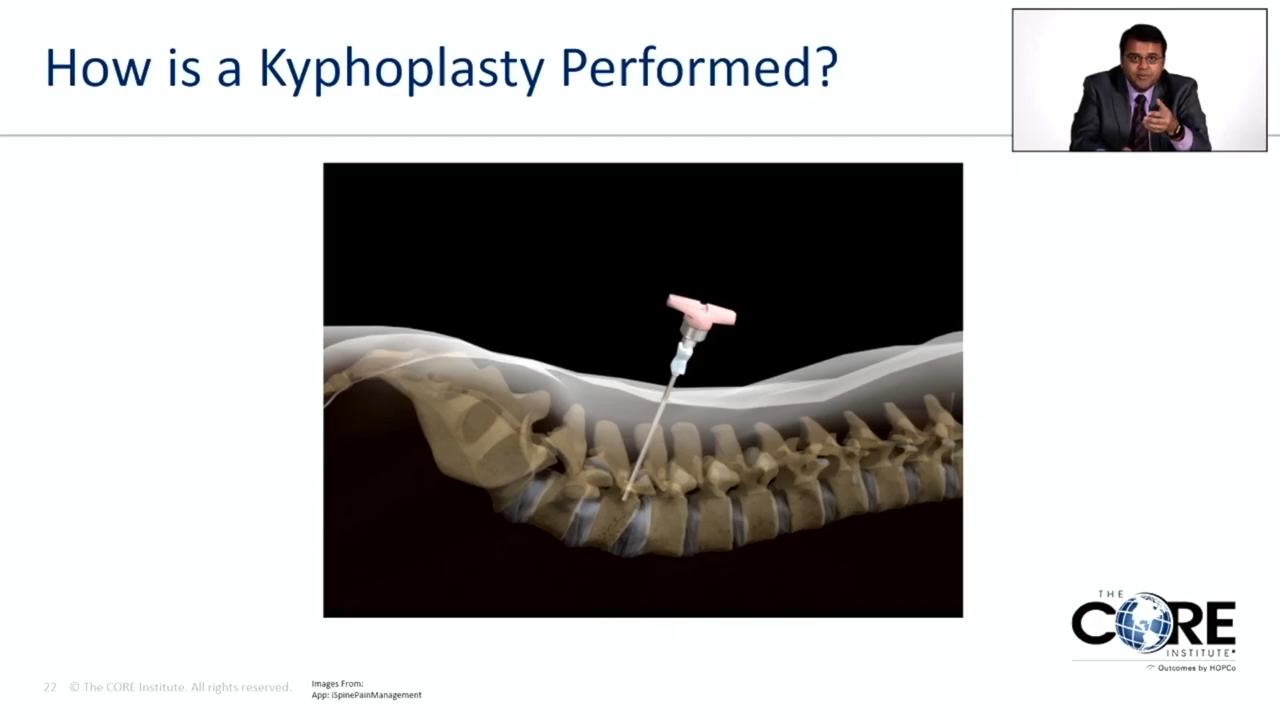 How is a Kyphoplasty Performed?
THE
CORE
INSTITUTE®
Outcomes by HOPCo
22 © The CORE Institute. All rights reserved.
Images From:
App: iSpinePainManagement